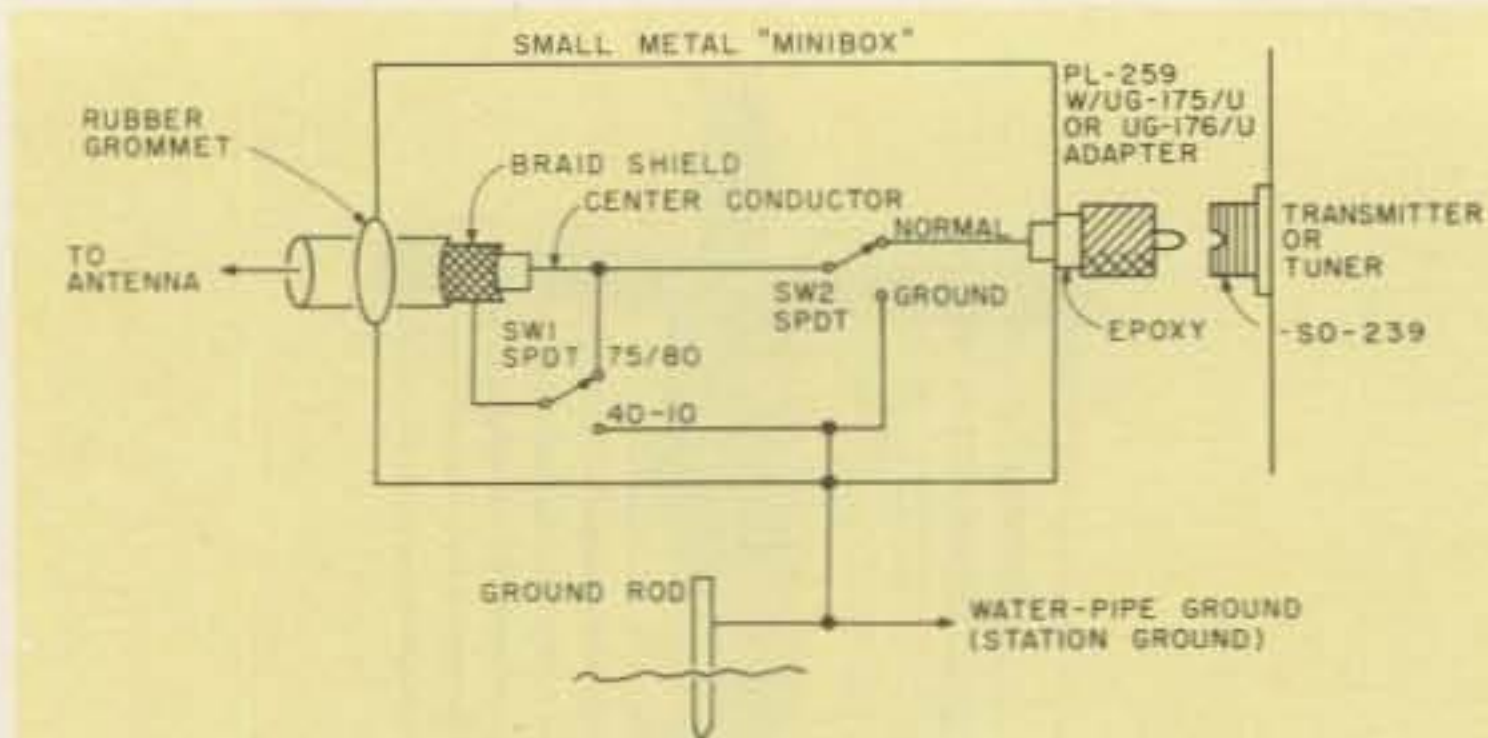 SMALL METAL "MINIBOX"
PL-259
W/UG-175/U
OR UG-176/U
ADAPTER
RUBBER
GROMMET
BRAID SHIELD
CENTER CONDUCTOR
NORMAL
TRANSMITTER
OR
TUNER
TO
ANTENNA
SW2
SPDT
GROUND
SW1
SPDT
75/80
EPOXY
-SO-239
40-10
GROUND ROD
WATER-PIPE GROUND
(STATION GROUND)